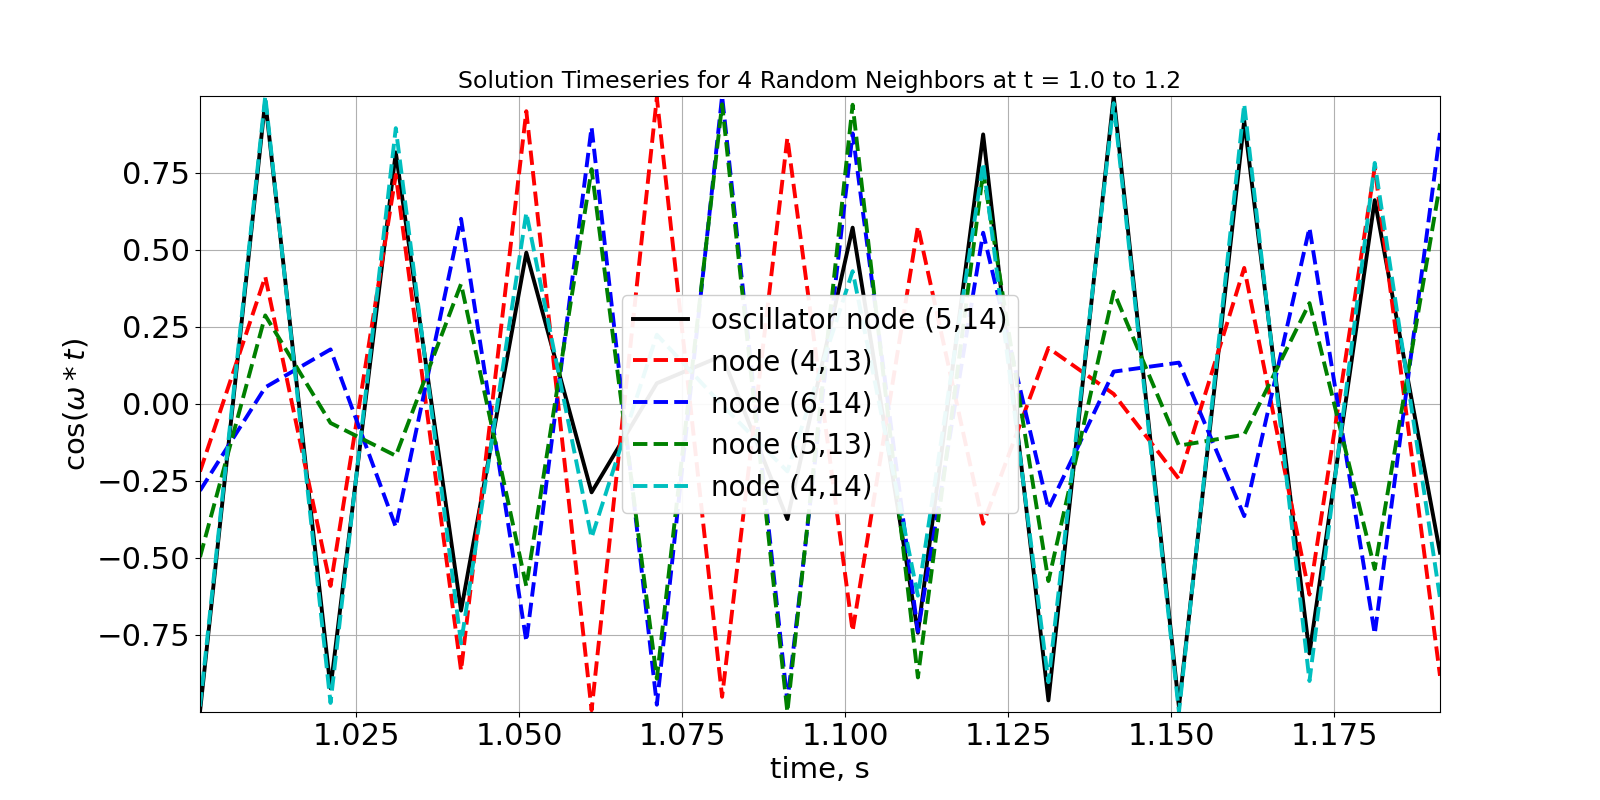 Solution Timeseries for 4 Random Neighbors at t = 1.0 to 1.2
cos(ω * t)
0.75
0.50
0.25
0.00
−0.25
−0.50
−0.75
oscillator node (5,14)
node (4,13)
node (6,14)
node (5,13)
node (4,14)
1.025 1.050 1.075 1.100 1.125 1.150 1.175
time, s